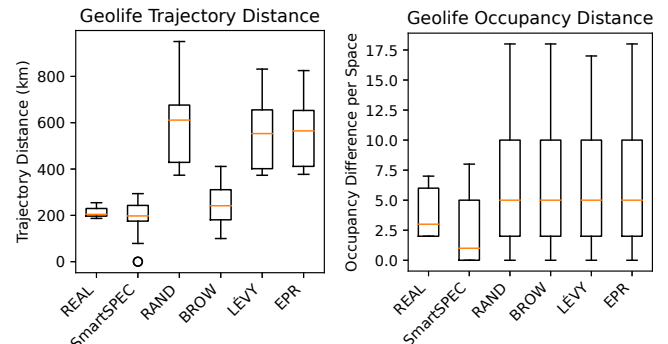 Geolife Trajectory Distance
Trajectory Distance (km)
800
600
400
200
0
REAL
SmartSPEC
RAND
BROW
LÉVY
EPR
Geolife Occupancy Distance
Occupancy Difference per Space
17.5
15.0
12.5
10.0
7.5
5.0
2.5
0.0
REAL
SmartSPEC
RAND
BROW
LÉVY
EPR